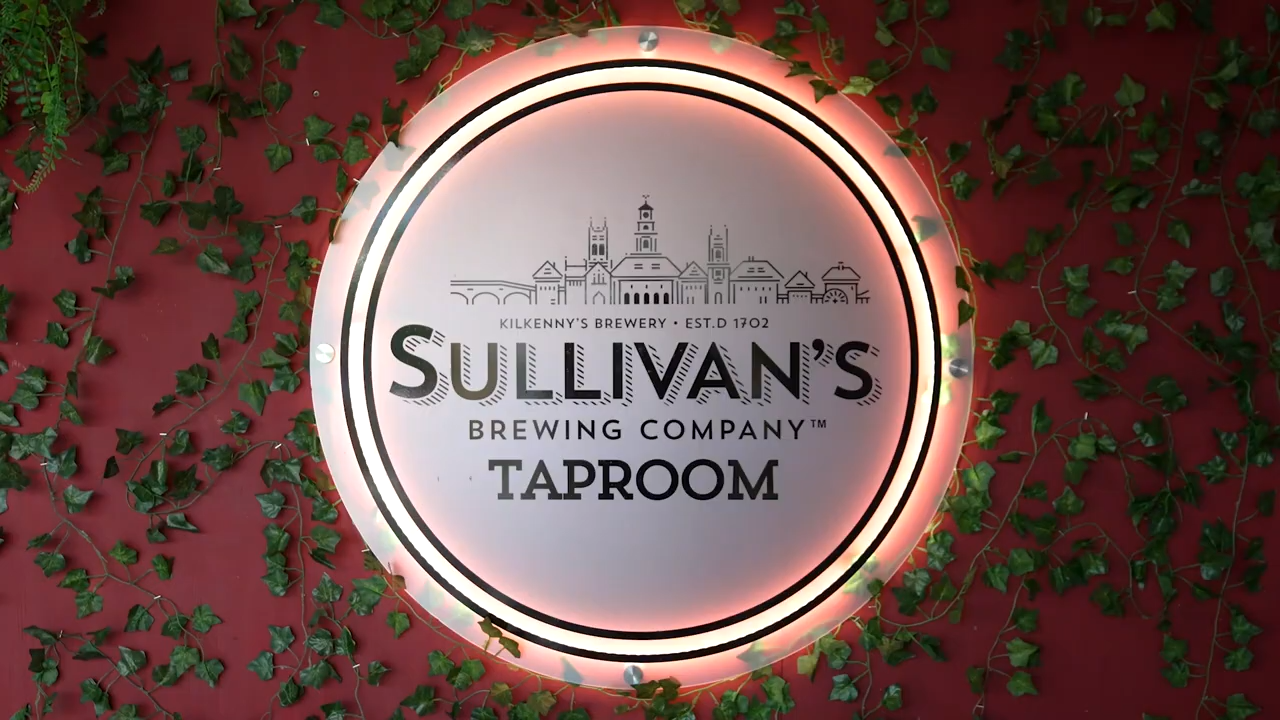 KILKENNY'S BREWERY • EST.D 1702
SULLIVAN'S
BREWING COMPANY™
TAPROOM